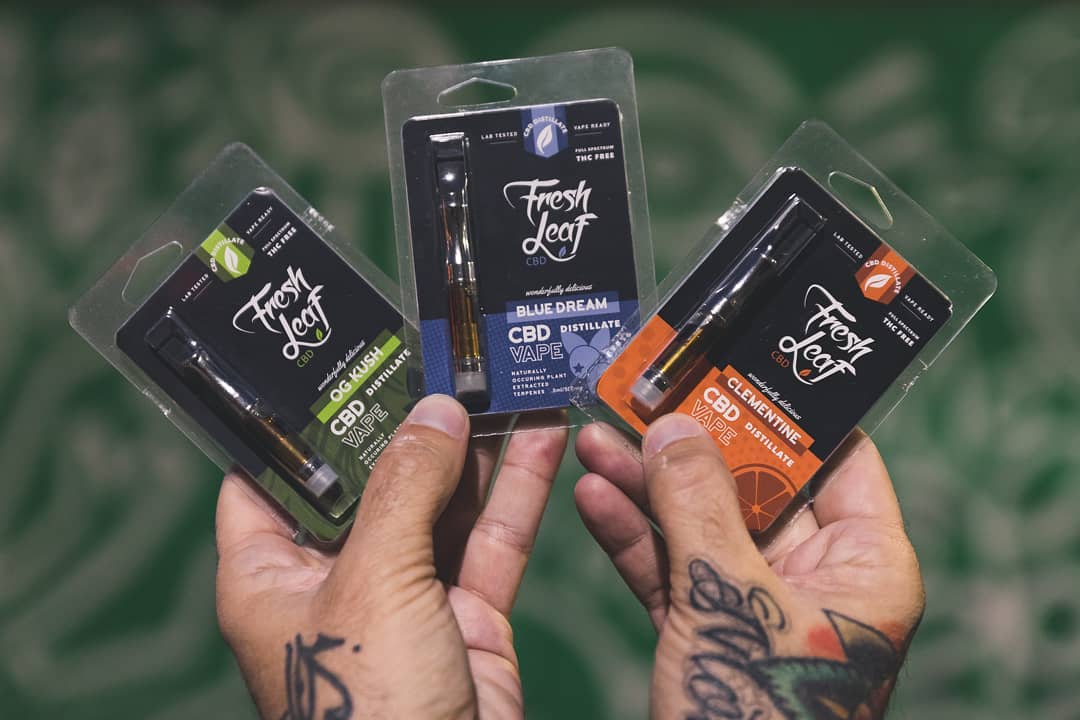 LAB TESTED
CBD DISTILLATE
VAPE READY
FULL SPECTRUM
THC FREE
Fresh
Leaf
CBD
wonderfully delicious
OG KUSH
CBD DISTILLATE
VAPE
NATURALLY
OCCURING PLANT
LAB TESTED
CBD DISTILLATE
VAPE READY
FULL SPECTRUM
THC FREE
Fresh
Leaf
CBD
wonderfully delicious
BLUE DREAM
CBD DISTILLATE
VAPE
NATURALLY
OCCURING PLANT
EXTRACTED
TERPENES
LAB TESTED
CBD DISTILLATE
VAPE READY
FULL SPECTRUM
THC FREE
Fresh
Leaf
CBD
wonderfully delicious
CLEMENTINE
CBD DISTILLATE
VAPE